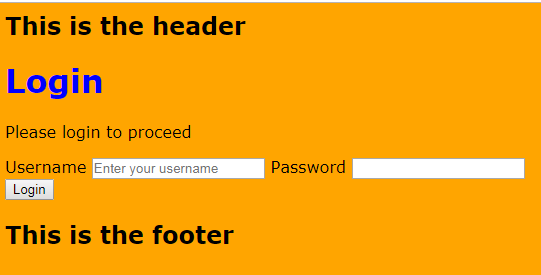 This is the header
Login
Please login to proceed
Username Enter your username Password
Login
This is the footer